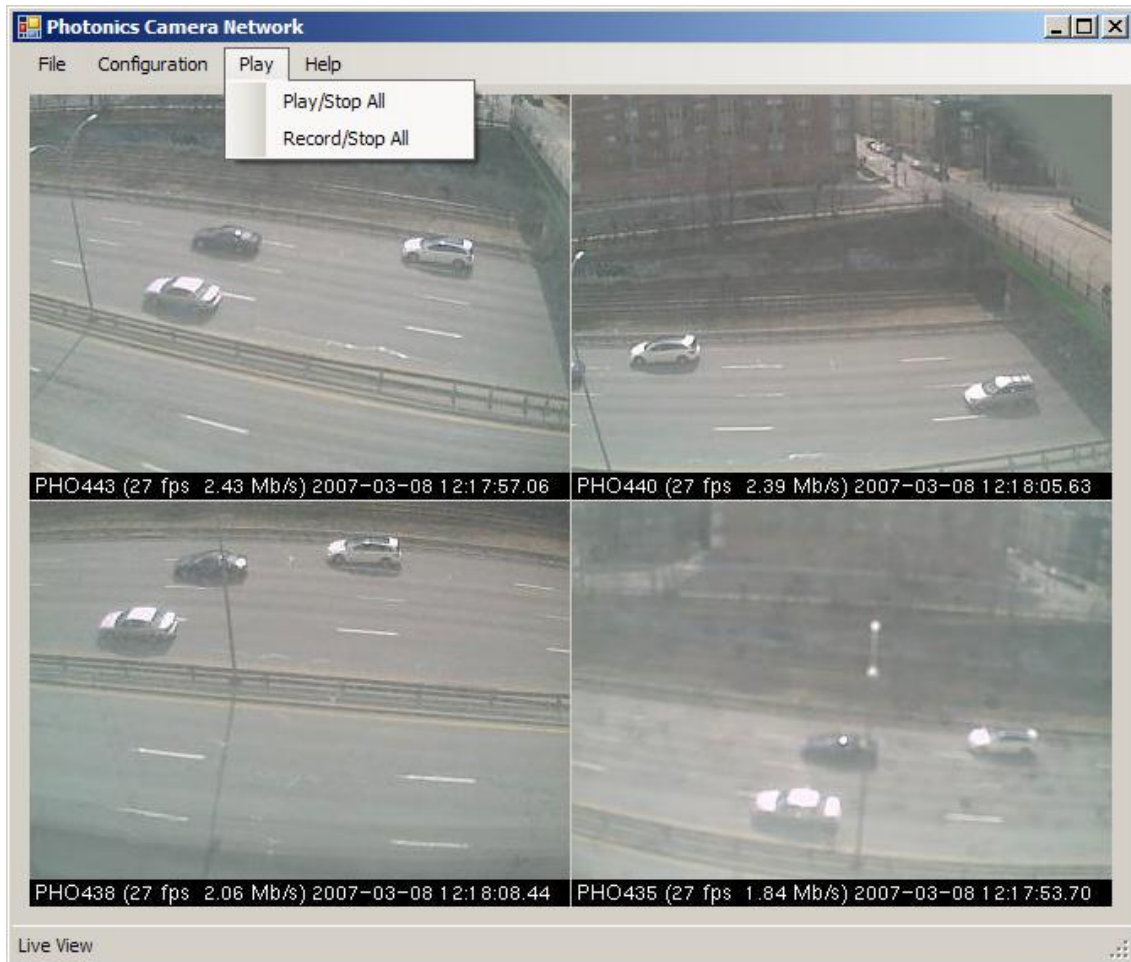 Photonics Camera Network
File Configuration Play Help
Play/Stop All
Record/Stop All
PHO443 (27 fps 2.43 Mb/s) 2007-03-08 12:17:57.06
PHO440 (27 fps 2.39 Mb/s) 2007-03-08 12:18:05.63
PHO438 (27 fps 2.06 Mb/s) 2007-03-08 12:18:08.44
PHO435 (27 fps 1.84 Mb/s) 2007-03-08 12:17:53.70
Live View